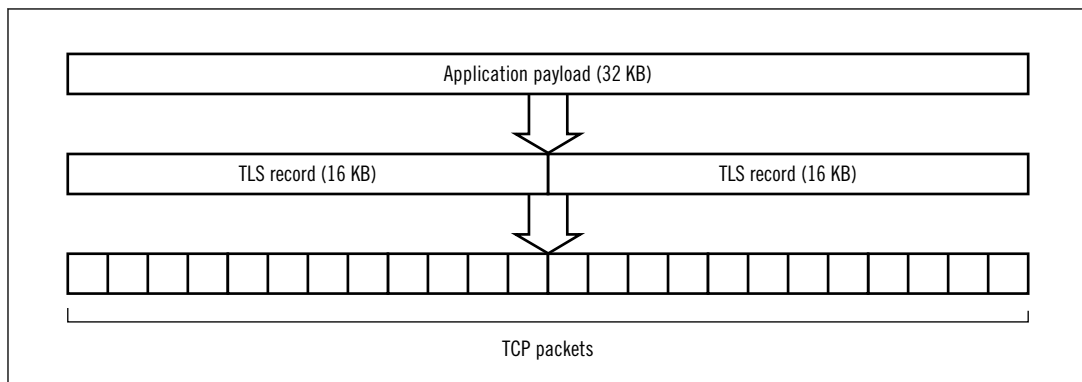 Application payload (32 KB)
TLS record (16 KB)
TLS record (16 KB)
TCP packets